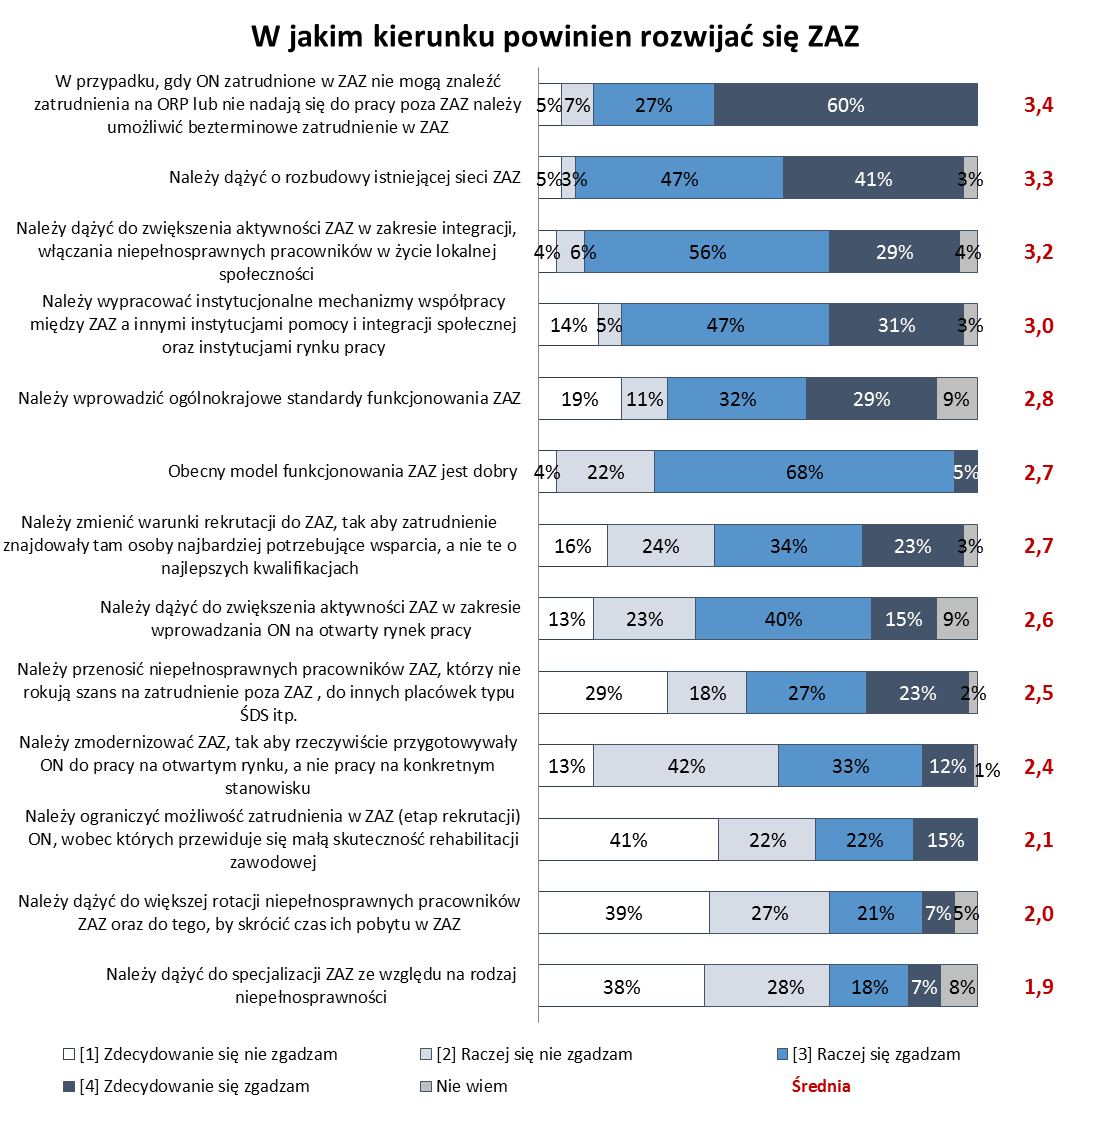 W jakim kierunku powinien rozwijać się ZAZ
W przypadku, gdy ON zatrudnione w ZAZ nie mogą znaleźć
zatrudnienia na ORP lub nie nadają się do pracy poza ZAZ należy
umożliwić bezterminowe zatrudnienie w ZAZ
5% 7% 27% 60% 3,4
Należy dążyć o rozbudowy istniejącej sieci ZAZ
5% 3% 47% 41% 3% 3,3
Należy dążyć do zwiększenia aktywności ZAZ w zakresie integracji,
włączania niepełnosprawnych pracowników w życie lokalnej
społeczności
4% 6% 56% 29% 4% 3,2
Należy wypracować instytucjonalne mechanizmy współpracy
między ZAZ a innymi instytucjami pomocy i integracji społecznej
oraz instytucjami rynku pracy
14% 5% 47% 31% 3% 3,0
Należy wprowadzić ogólnokrajowe standardy funkcjonowania ZAZ
19% 11% 32% 29% 9% 2,8
Obecny model funkcjonowania ZAZ jest dobry
4% 22% 68% 5% 2,7
Należy zmienić warunki rekrutacji do ZAZ, tak aby zatrudnienie
znajdowały tam osoby najbardziej potrzebujące wsparcia, a nie te o
najlepszych kwalifikacjach
16% 24% 34% 23% 3% 2,7
Należy dążyć do zwiększenia aktywności ZAZ w zakresie
wprowadzania ON na otwarty rynek pracy
13% 23% 40% 15% 9% 2,6
Należy przenosić niepełnosprawnych pracowników ZAZ, którzy nie
rokują szans na zatrudnienie poza ZAZ , do innych placówek typu
ŚDS itp.
29% 18% 27% 23% 2% 2,5
Należy zmodernizować ZAZ, tak aby rzeczywiście przygotowywały
ON do pracy na otwartym rynku, a nie pracy na konkretnym
stanowisku
13% 42% 33% 12% 1% 2,4
Należy ograniczyć możliwość zatrudnienia w ZAZ (etap rekrutacji)
ON, wobec których przewiduje się małą skuteczność rehabilitacji
zawodowej
41% 22% 22% 15% 2,1
Należy dążyć do większej rotacji niepełnosprawnych pracowników
ZAZ oraz do tego, by skrócić czas ich pobytu w ZAZ
39% 27% 21% 7% 5% 2,0
Należy dążyć do specjalizacji ZAZ ze względu na rodzaj
niepełnosprawności
38% 28% 18% 7% 8% 1,9
[1] Zdecydowanie się nie zgadzam [2] Raczej się nie zgadzam [3] Raczej się zgadzam
[4] Zdecydowanie się zgadzam Nie wiem Średnia